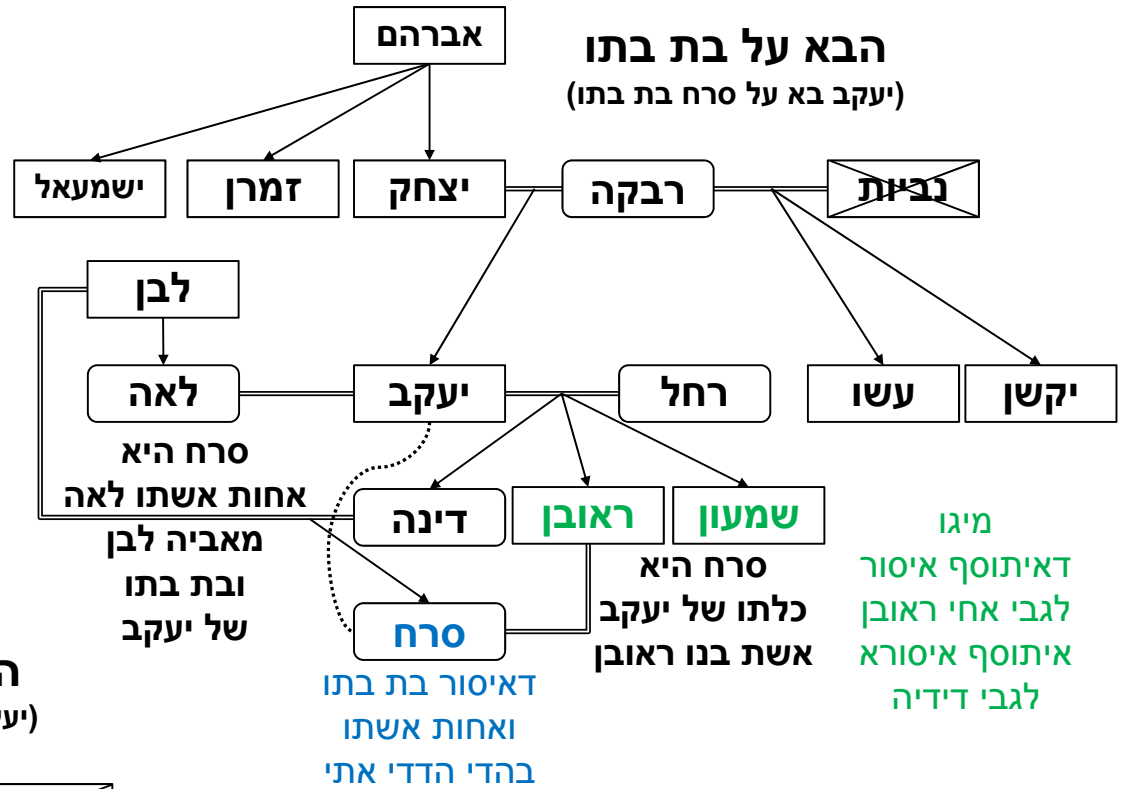 אברהם
הבא על בת בתו
(יעקב בא על סרח בת בתו)
נביות
רבקה
יצחק
זמרן
ישמעאל
לבן
יקשן
עשו
רחל
יעקב
לאה
סרח היא
אחות אשתו לאה
מאביה לבן
ובת בתו
של יעקב
שמעון
ראובן
דינה
סרח היא
כלתו של יעקב
אשת בנו ראובן
מיגו
דאיתוסף איסור
לגבי אחי ראובן
איתוסף איסורא
לגבי דידיה
סרח
דאיסור בת בתו
ואחות אשתו
בהדי הדדי אתי